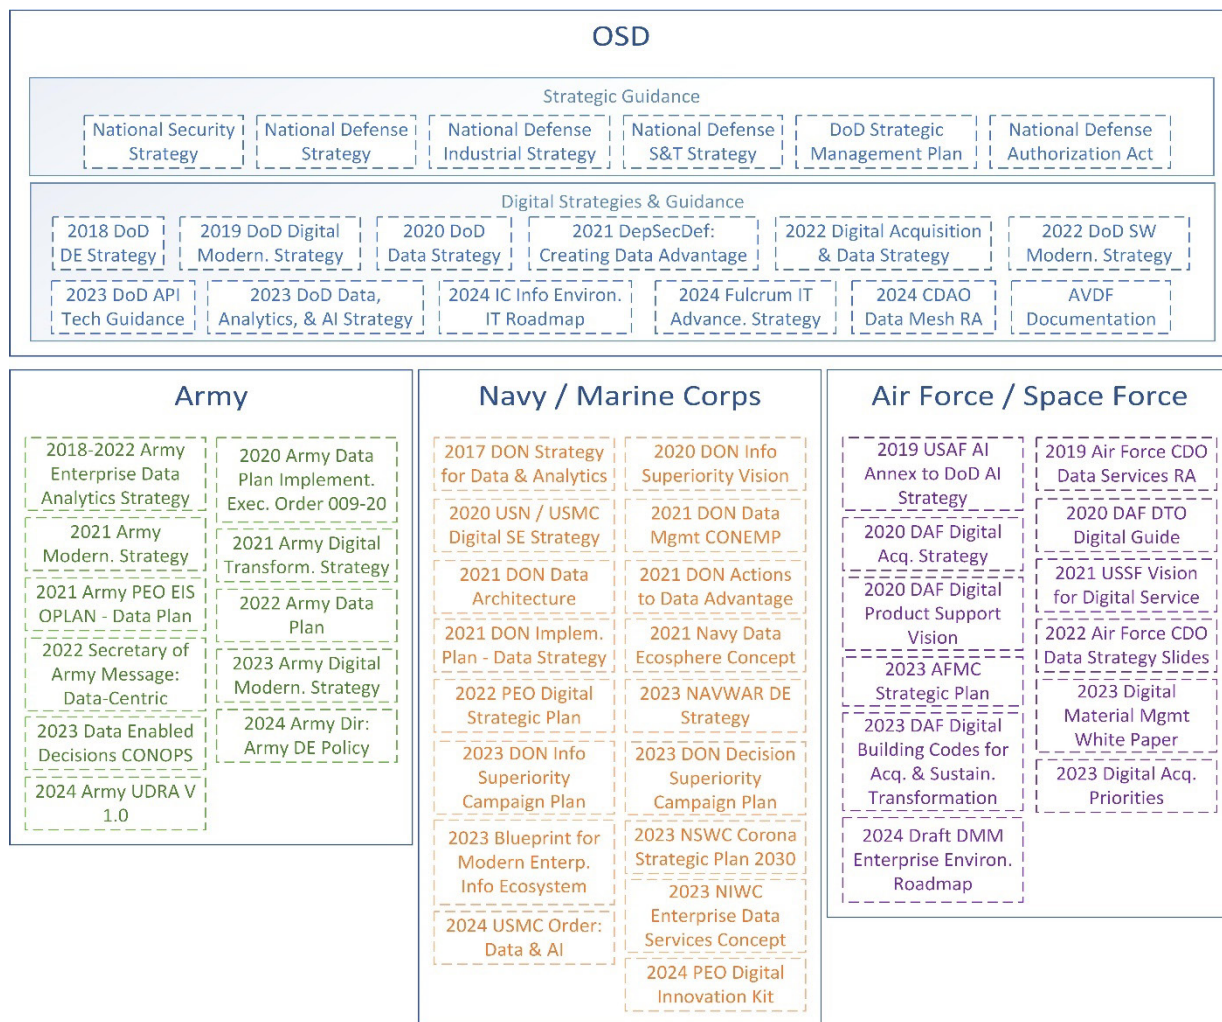 OSD
Strategic Guidance
National Security
Strategy
National Defense
Strategy
National Defense
Industrial Strategy
National Defense
S&T Strategy
DoD Strategic
Management Plan
National Defense
Authorization Act
Digital Strategies & Guidance
2018 DoD
DE Strategy
2019 DoD Digital
Modern. Strategy
2020 DoD
Data Strategy
2021 DepSecDef:
Creating Data Advantage
2022 Digital Acquisition
& Data Strategy
2022 DoD SW
Modern. Strategy
2023 DoD API
Tech Guidance
2023 DoD Data,
Analytics, & AI Strategy
2024 IC Info Environ.
IT Roadmap
2024 Fulcrum IT
Advance. Strategy
2024 CDAO
Data Mesh RA
AVDF
Documentation
Army
2018-2022 Army
Enterprise Data
Analytics Strategy
2021 Army
Modern. Strategy
2021 Army PEO EIS
OPLAN - Data Plan
2022 Secretary of
Army Message:
Data-Centric
2023 Data Enabled
Decisions CONOPS
2024 Army UDRA V
1.0
2020 Army Data
Plan Implement.
Exec. Order 009-20
2021 Army Digital
Transform. Strategy
2022 Army Data
Plan
2023 Army Digital
Modern. Strategy
2024 Army Dir:
Army DE Policy
Navy / Marine Corps
2017 DON Strategy
for Data & Analytics
2020 USN / USMC
Digital SE Strategy
2021 DON Data
Architecture
2021 DON Implem.
Plan - Data Strategy
2022 PEO Digital
Strategic Plan
2023 DON Info
Superiority
Campaign Plan
2023 Blueprint for
Modern Enterp.
Info Ecosystem
2024 USMC Order:
Data & AI
2020 DON Info
Superiority Vision
2021 DON Data
Mgmt CONEMP
2021 DON Actions
to Data Advantage
2021 Navy Data
Ecosphere Concept
2023 NAVWAR DE
Strategy
2023 DON Decision
Superiority
Campaign Plan
2023 NSWC Corona
Strategic Plan 2030
2023 NIWC
Enterprise Data
Services Concept
2024 PEO Digital
Innovation Kit
Air Force / Space Force
2019 USAF AI
Annex to DoD AI
Strategy
2020 DAF Digital
Acq. Strategy
2020 DAF Digital
Product Support
Vision
2023 AFMC
Strategic Plan
2023 DAF Digital
Building Codes for
Acq. & Sustain.
Transformation
2024 Draft DMM
Enterprise Environ.
Roadmap
2019 Air Force CDO
Data Services RA
2020 DAF DTO
Digital Guide
2021 USSF Vision
for Digital Service
2022 Air Force CDO
Data Strategy Slides
2023 Digital
Material Mgmt
White Paper
2023 Digital Acq.
Priorities